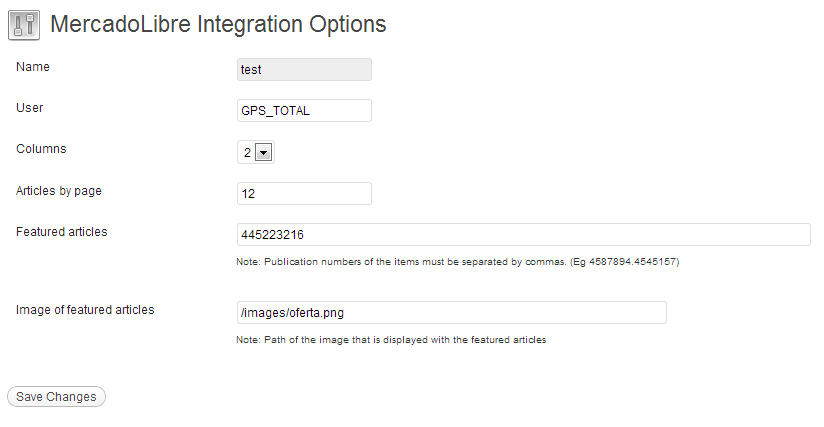 MercadoLibre Integration Options
Name
test
User
GPS_TOTAL
Columns
2
Articles by page
12
Featured articles
445223216
Note: Publication numbers of the items must be separated by commas. (Eg 4587894.4545157)
Image of featured articles
/images/oferta.png
Note: Path of the image that is displayed with the featured articles
Save Changes